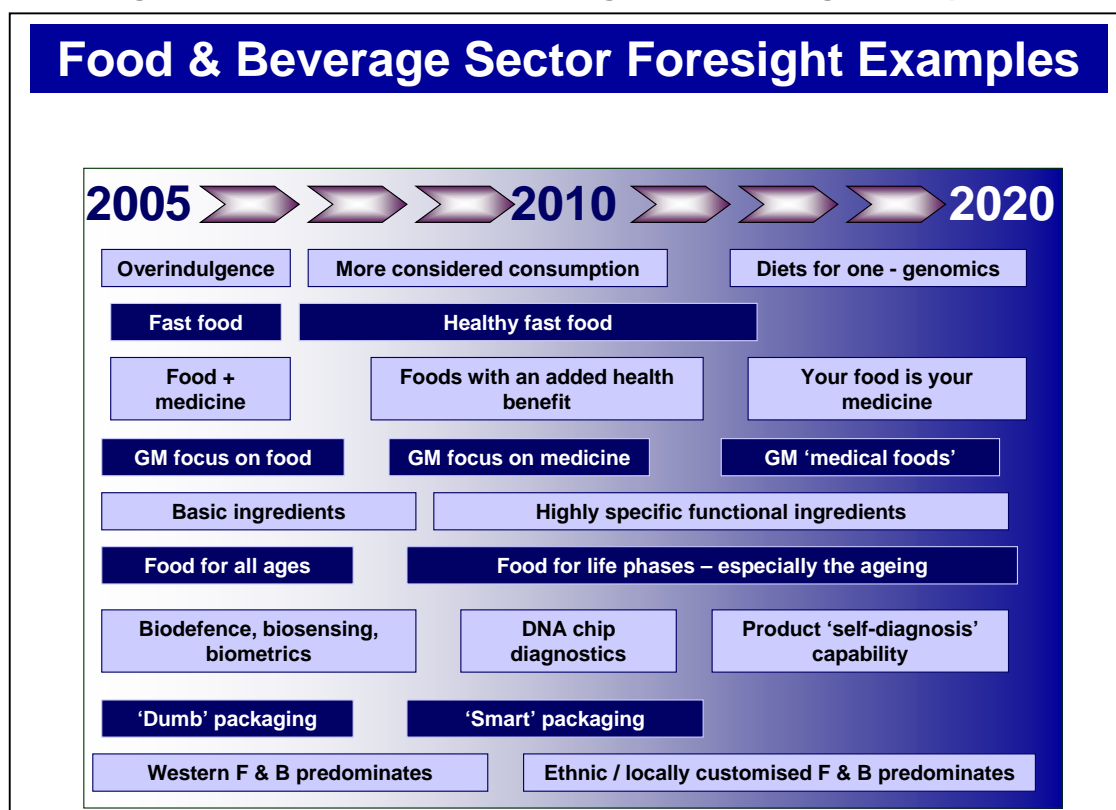 Food & Beverage Sector Foresight Examples
2005 2010 2020
Overindulgence More considered consumption Diets for one - genomics
Fast food Healthy fast food
Food +
medicine
Foods with an added health
benefit
Your food is your
medicine
GM focus on food GM focus on medicine GM ‘medical foods’
Basic ingredients Highly specific functional ingredients
Food for all ages Food for life phases – especially the ageing
Biodefence, biosensing,
biometrics
DNA chip
diagnostics
Product ‘self-diagnosis’
capability
‘Dumb’ packaging ‘Smart’ packaging
Western F & B predominates Ethnic / locally customised F & B predominates